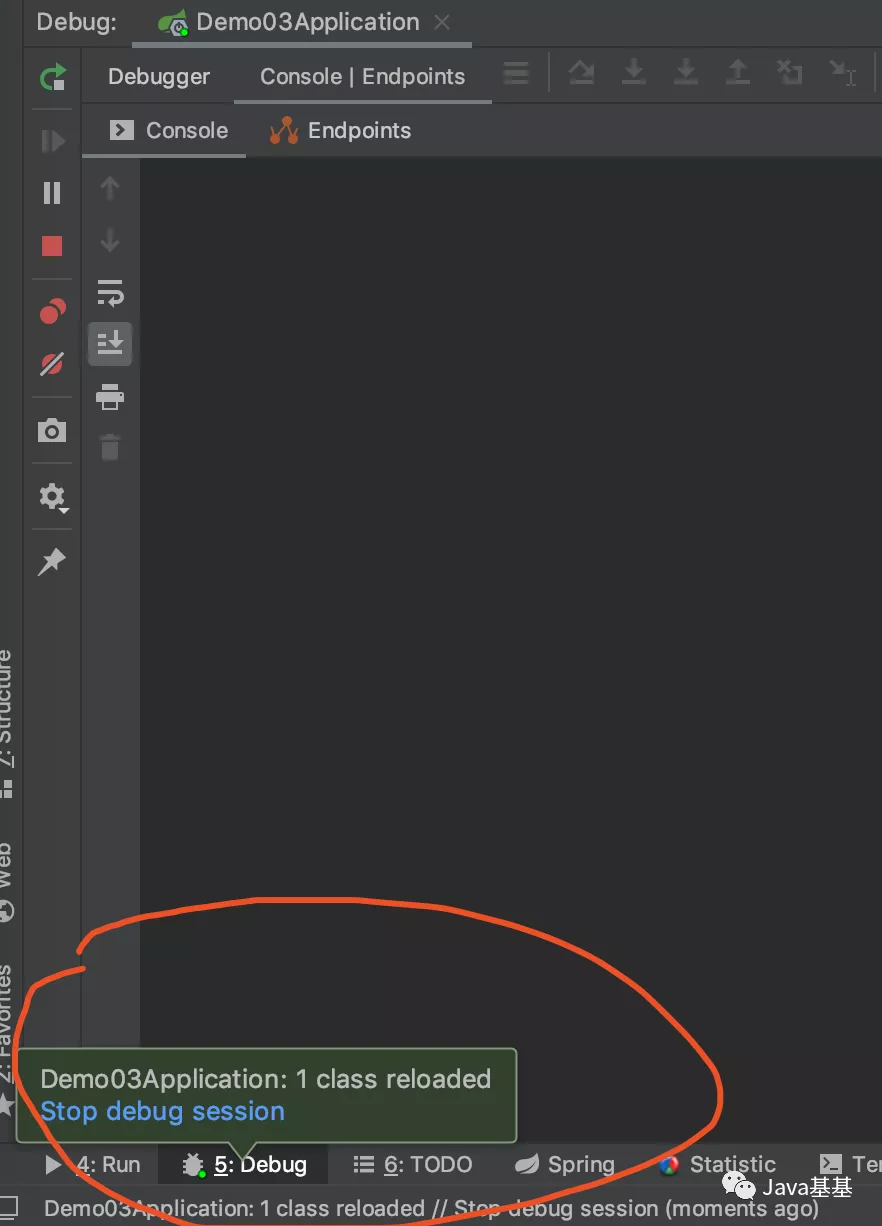 Debug: Demo03Application
Debugger Console | Endpoints
Console Endpoints
7: Structure
Web
2: Favorites
Demo03Application: 1 class reloaded
Stop debug session
4: Run 5: Debug 6: TODO Spring Statistic Ter
Java基基
Demo03Application: 1 class reloaded // Stop debug session (moments ago)